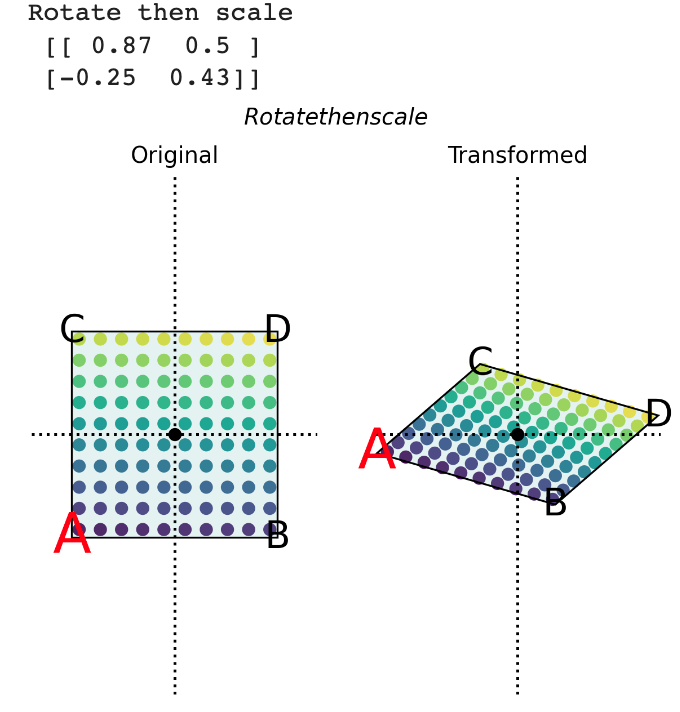 Rotate then scale
[[ 0.87  0.5 ]
[-0.25  0.43]]
Rotatethenscale
Original
Transformed
C
D
A
B
C
D
A
B